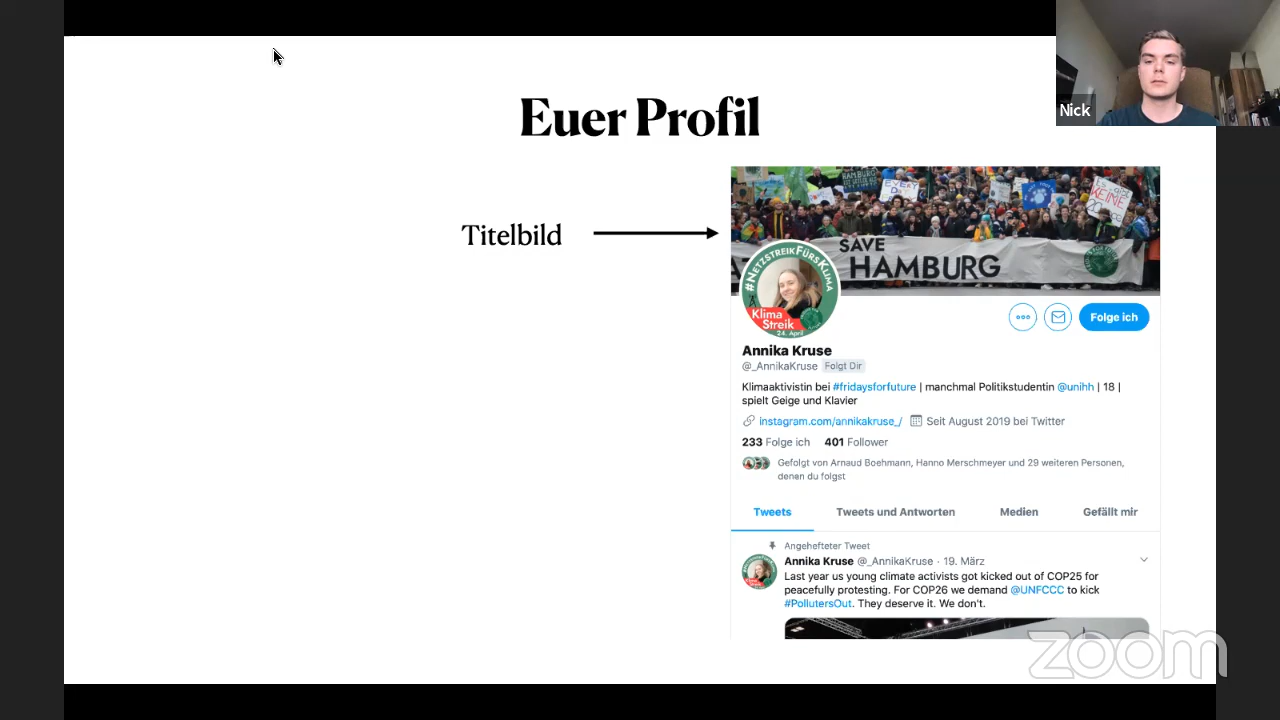 Nick
Euer Profil
Titelbild
HAMBURG
EVERY
KEINE
SAVE
HAMBURG
#NETZSTREIKFÜRSKLIMA
Klima
Streik
24. April
Folge ich
Annika Kruse
@_AnnikaKruse Folgt Dir
Klimaaktivistin bei #fridaysforfuture | manchmal Politikstudentin @unihh | 18 |
spielt Geige und Klavier
instagram.com/annikakruse_/ Seit August 2019 bei Twitter
233 Folge ich 401 Follower
Gefolgt von Arnaud Boehmann, Hanno Merschmeyer und 29 weiteren Personen,
denen du folgst
Tweets Tweets und Antworten Medien Gefällt mir
Angehefteter Tweet
Annika Kruse @_AnnikaKruse · 19. März
Last year us young climate activists got kicked out of COP25 for
peacefully protesting. For COP26 we demand @UNFCCC to kick
#PollutersOut. They deserve it. We don't.
zoom